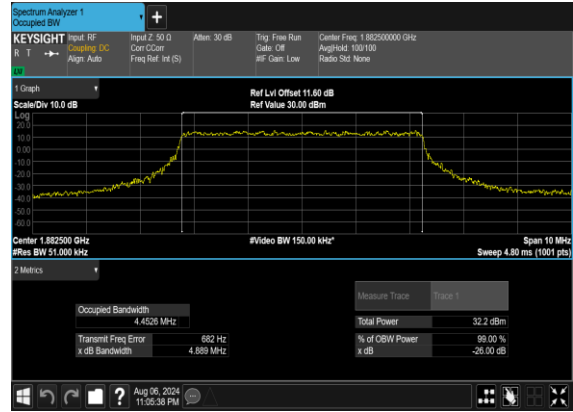 Spectrum Analyzer 1
Occupied BW
+
KEYSIGHT Input: RF Input Z: 50 Ω Atten: 30 dB Trig: Free Run Center Freq: 1.882500000 GHz
R T Coupling: DC Corr CCorr Gate: Off Avg|Hold: 100/100
Align: Auto Freq Ref: Int (S) #IF Gain: Low Radio Std: None
LM
1 Graph
Ref Lvl Offset 11.60 dB
Scale/Div 10.0 dB Ref Value 30.00 dBm
Log
20.0
10.0
0.00
-10.0
-20.0
-30.0
-40.0
-50.0
-60.0
Center 1.882500 GHz #Video BW 150.00 kHz* Span 10 MHz
#Res BW 51.000 kHz Sweep 4.80 ms (1001 pts)
2 Metrics
Measure Trace Trace 1
Occupied Bandwidth
4.4526 MHz
Total Power 32.2 dBm
Transmit Freq Error 682 Hz % of OBW Power 99.00 %
x dB Bandwidth 4.889 MHz x dB -26.00 dB
? Aug 06, 2024
11:05:38 PM